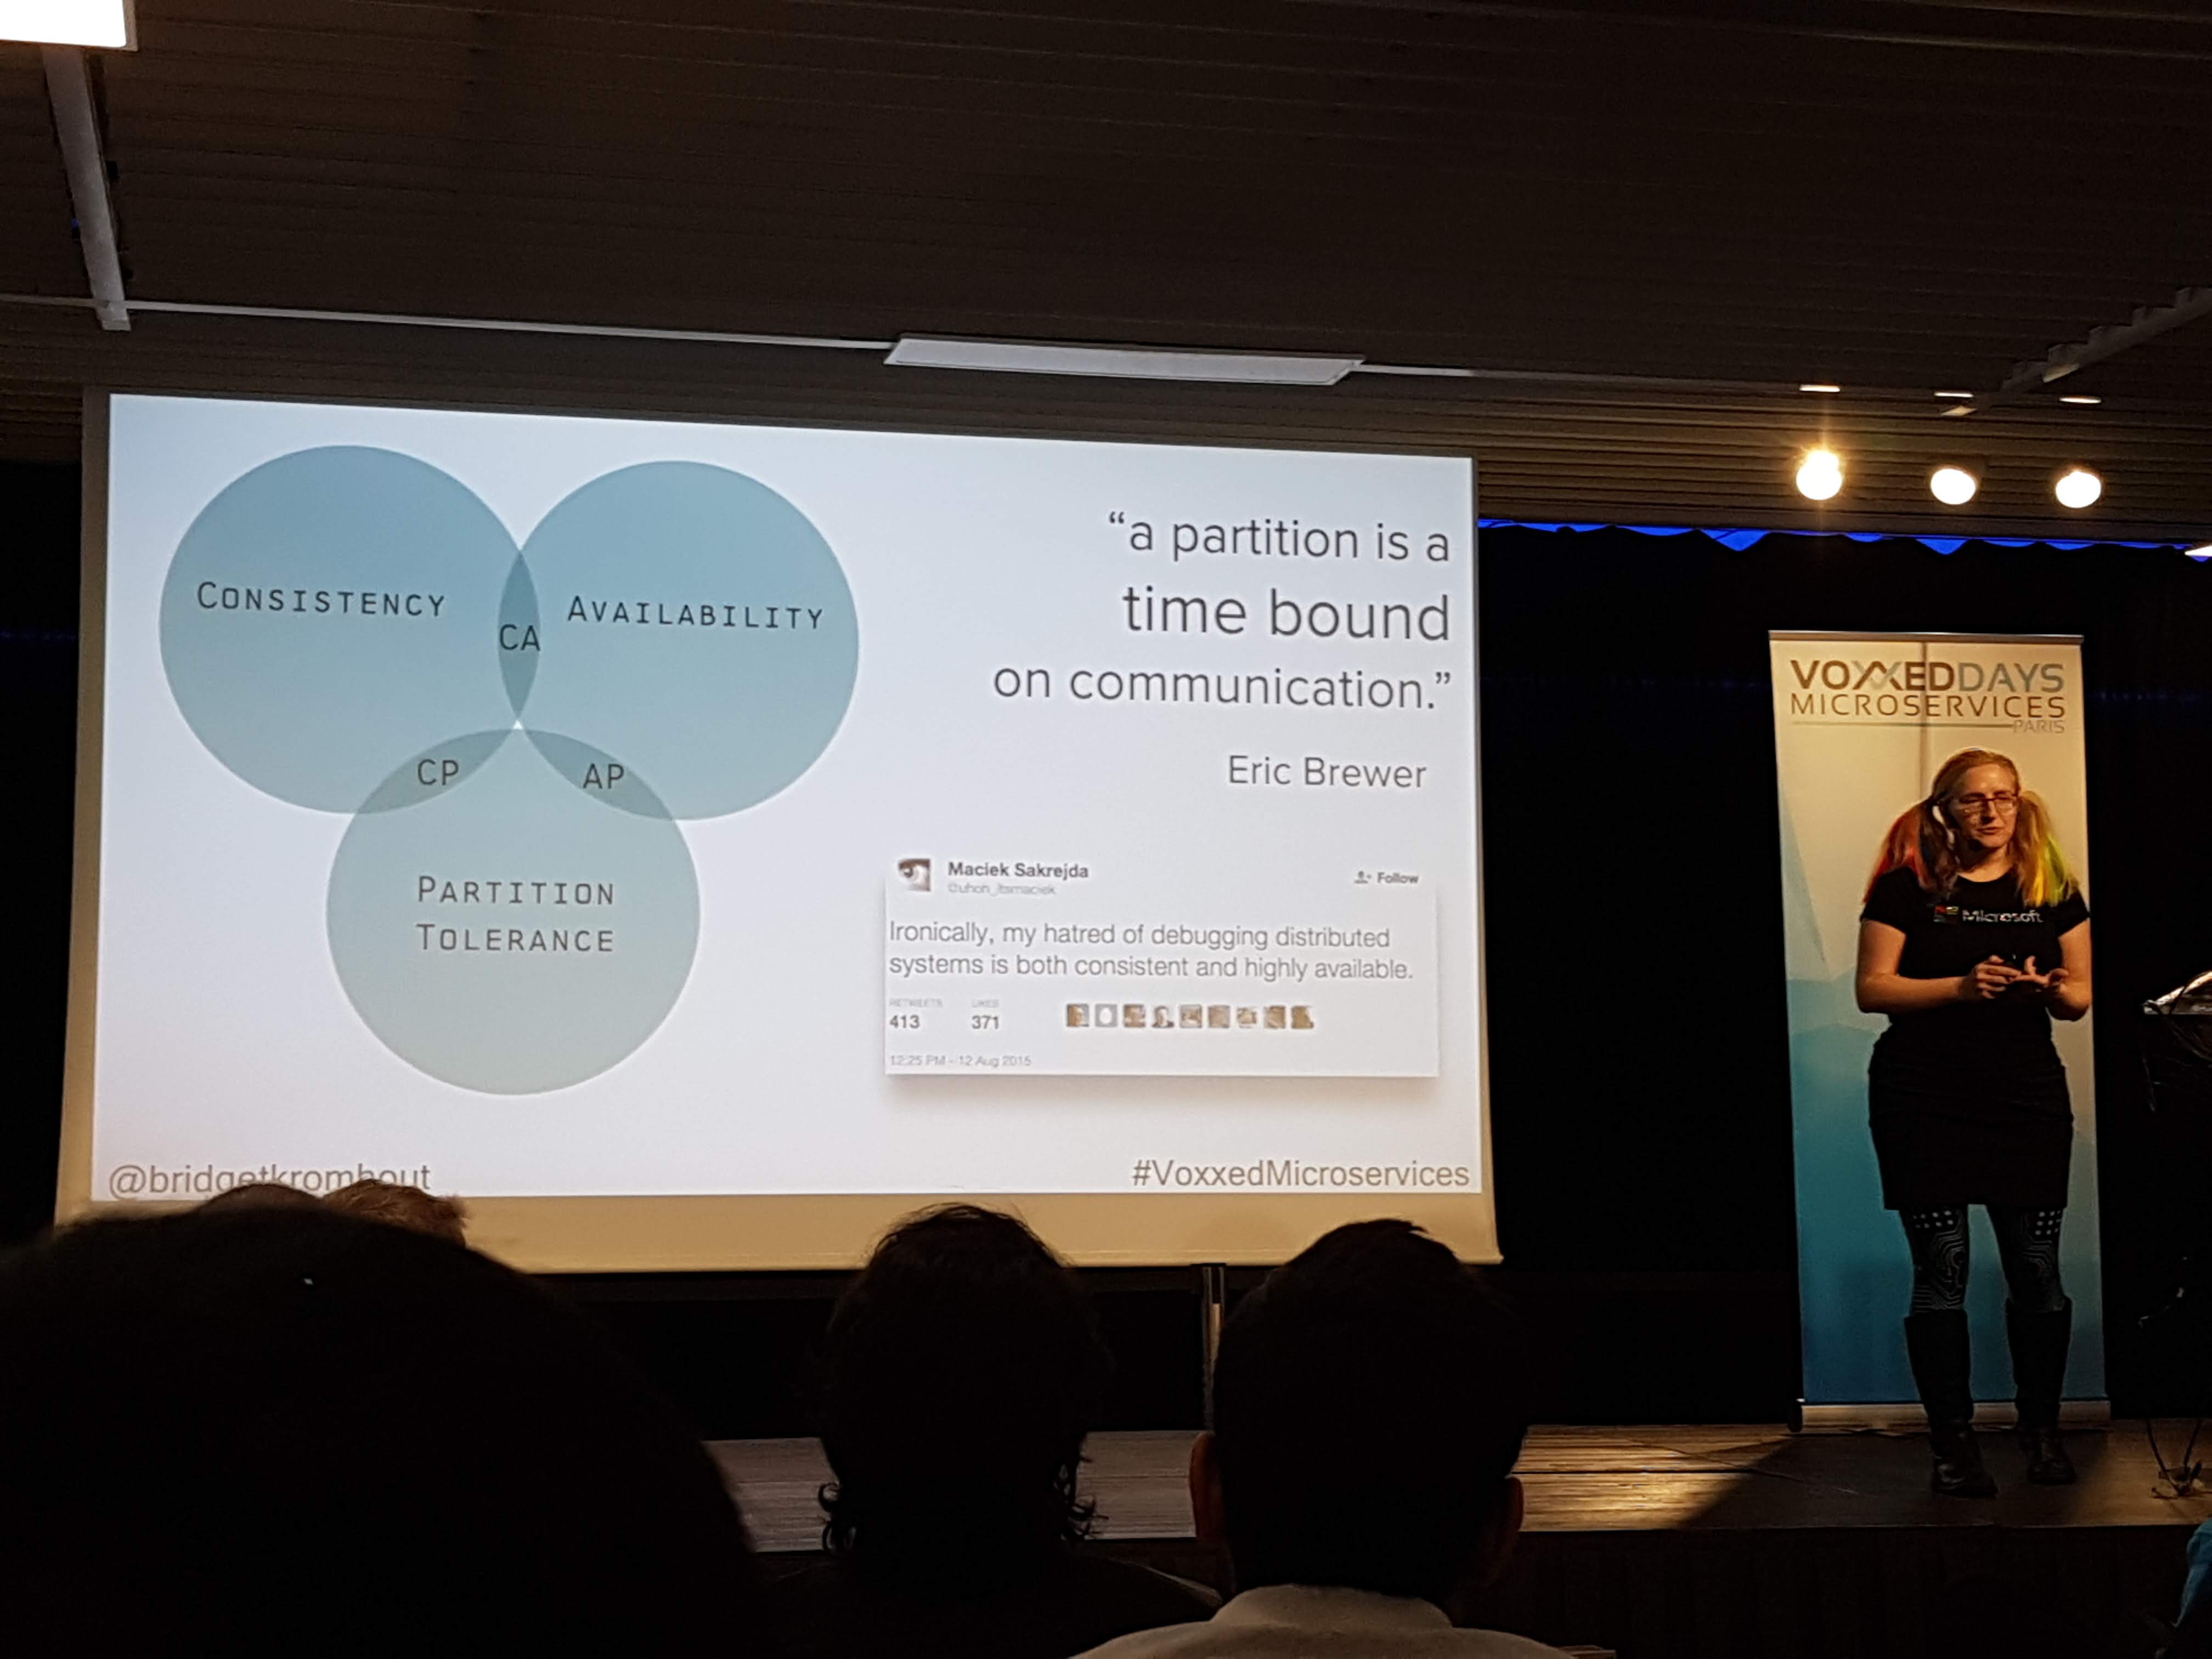 CONSISTENCY
AVAILABILITY
CA
CP
AP
PARTITION
TOLERANCE
“a partition is a
time bound
on communication.”
Eric Brewer
Maciek Sakrejda
@uhoh_itsmaciek
Follow
Ironically, my hatred of debugging distributed
systems is both consistent and highly available.
RETWEETS LIKES
413 371
12:25 PM - 12 Aug 2015
@bridgetkromhout
#VoxxedMicroservices
VOXXEDDAYS
MICROSERVICES
PARIS
Microsoft